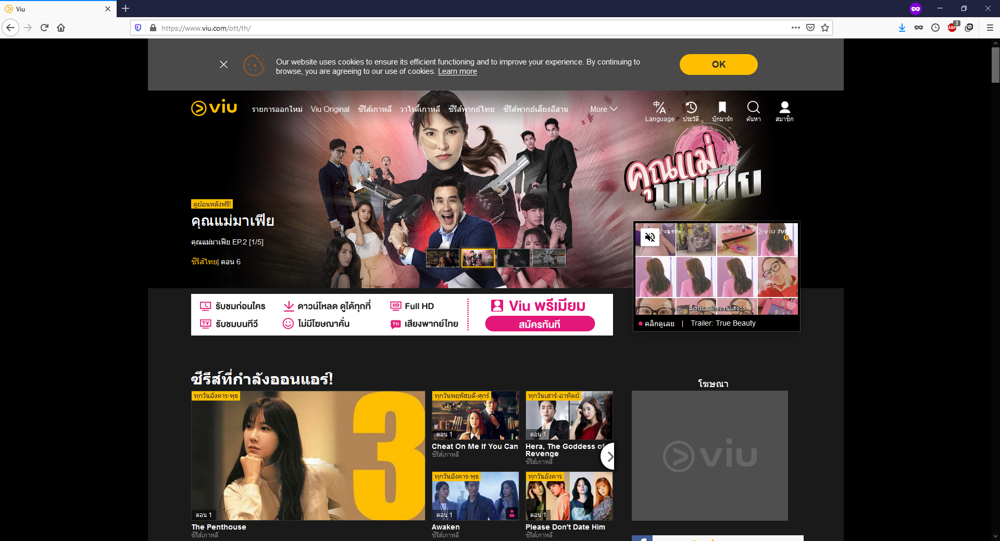 Viu
https://www.viu.com/ott/th/
ABP
3
Our website uses cookies to ensure its efficient functioning and to improve your experience. By continuing to
browse, you are agreeing to our use of cookies. Learn more
OK
viu
รายการออกใหม่ Viu Original ซีรีส์เกาหลี วาไรตี้เกาหลี ซีรีส์พากย์ไทย ซีรีส์พากย์เสียงอีสาน More
Language ประวัติ บุ๊กมาร์ก ค้นหา สมาชิก
คุณแม่
มาเฟีย
ดูย้อนหลังฟรี!
คุณแม่มาเฟีย
คุณแม่มาเฟีย EP.2 [1/5]
ซีรีส์ไทย| ตอน 6
viu
คลิกดูเลย | Trailer: True Beauty
รับชมก่อนใคร ดาวน์โหลด ดูได้ทุกที่ HD Full HD
TV รับชมบนทีวี ไม่มีโฆษณาคั่น TH เสียงพากย์ไทย
Viu พรีเมียม
สมัครทันที
ซีรีส์ที่กำลังออนแอร์!
ทุกวันอังคาร-พุธ
3
ตอน 1
The Penthouse
ซีรีส์เกาหลี
ทุกวันพฤหัสบดี-ศุกร์
ตอน 1
Cheat On Me If You Can
ซีรีส์เกาหลี
ทุกวันเสาร์-อาทิตย์
ตอน 1
Hera, The Goddess of
Revenge
ซีรีส์เกาหลี
ทุกวันอังคาร-พุธ
ตอน 1
Awaken
ซีรีส์เกาหลี
ทุกวันอังคาร
ตอน 1
Please Don't Date Him
ซีรีส์เกาหลี
โฆษณา
viu